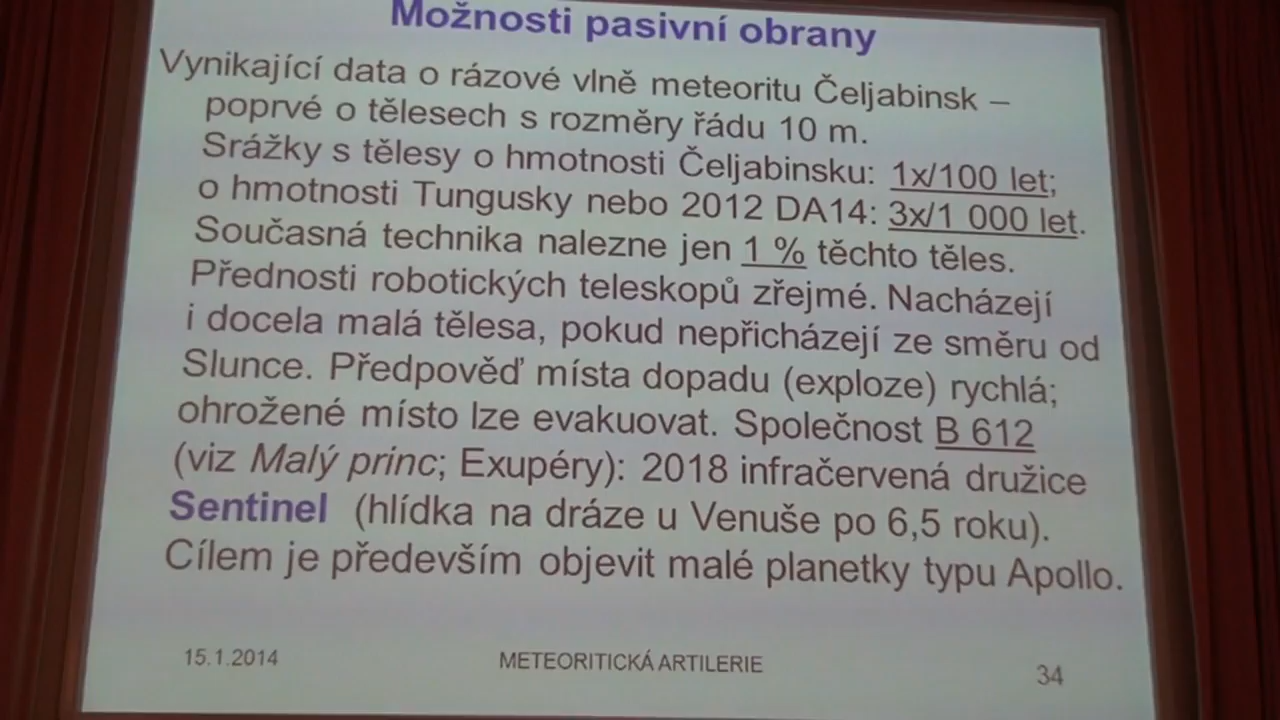 Možnosti pasivní obrany
Vynikající data o rázové vlně meteoritu Čeljabinsk –
poprvé o tělesech s rozměry řádu 10 m.
Srážky s tělesy o hmotnosti Čeljabinsku: 1x/100 let;
o hmotnosti Tungusky nebo 2012 DA14: 3x/1 000 let.
Současná technika nalezne jen 1 % těchto těles.
Přednosti robotických teleskopů zřejmé. Nacházejí
i docela malá tělesa, pokud nepřicházejí ze směru od
Slunce. Předpověď místa dopadu (exploze) rychlá;
ohrožené místo lze evakuovat. Společnost B 612
(viz Malý princ; Exupéry): 2018 infračervená družice
Sentinel (hlídka na dráze u Venuše po 6,5 roku).
Cílem je především objevit malé planetky typu Apollo.
15.1.2014 METEORITICKÁ ARTILERIE 34